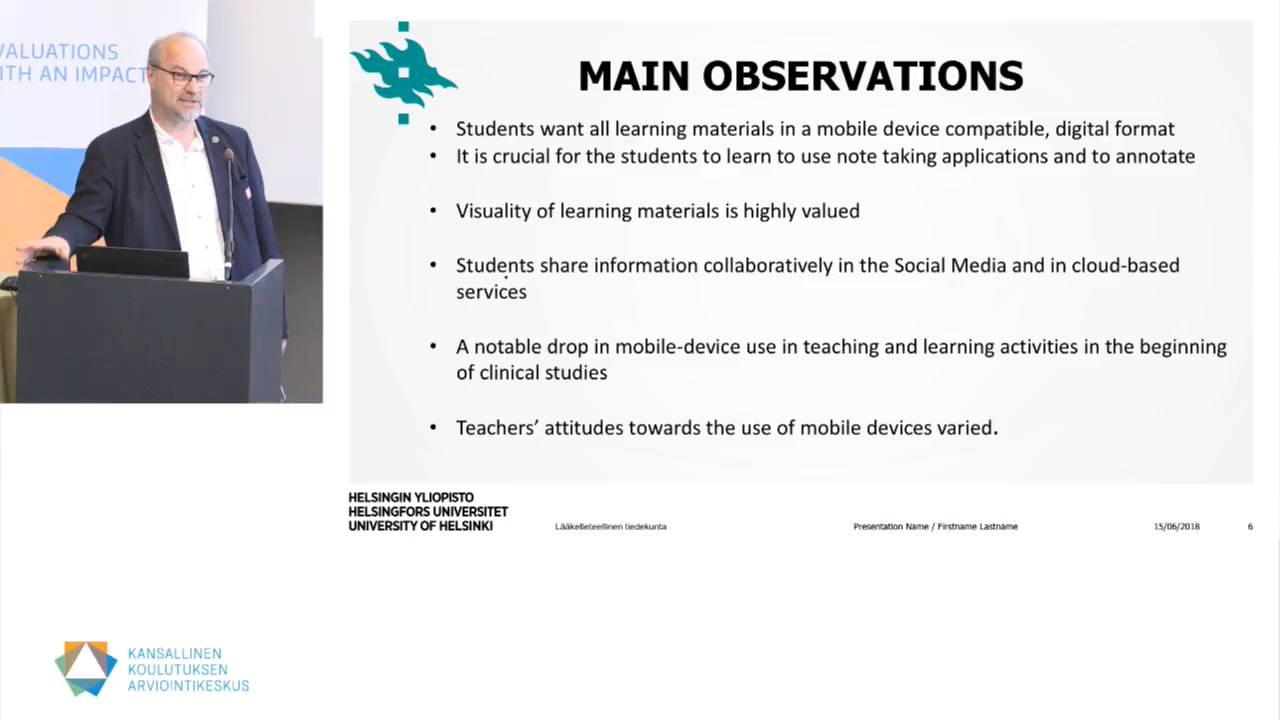 VALUATIONS
ITH AN IMPACT
MAIN OBSERVATIONS
• Students want all learning materials in a mobile device compatible, digital format
• It is crucial for the students to learn to use note taking applications and to annotate
• Visuality of learning materials is highly valued
• Students share information collaboratively in the Social Media and in cloud-based
services
• A notable drop in mobile-device use in teaching and learning activities in the beginning
of clinical studies
• Teachers’ attitudes towards the use of mobile devices varied.
HELSINGIN YLIOPISTO
HELSINGFORS UNIVERSITET
UNIVERSITY OF HELSINKI
Lääketieteellinen tiedekunta
Presentation Name / Firstname Lastname
15/06/2018
6
KANSALLINEN
KOULUTUKSEN
ARVIOINTIKESKUS